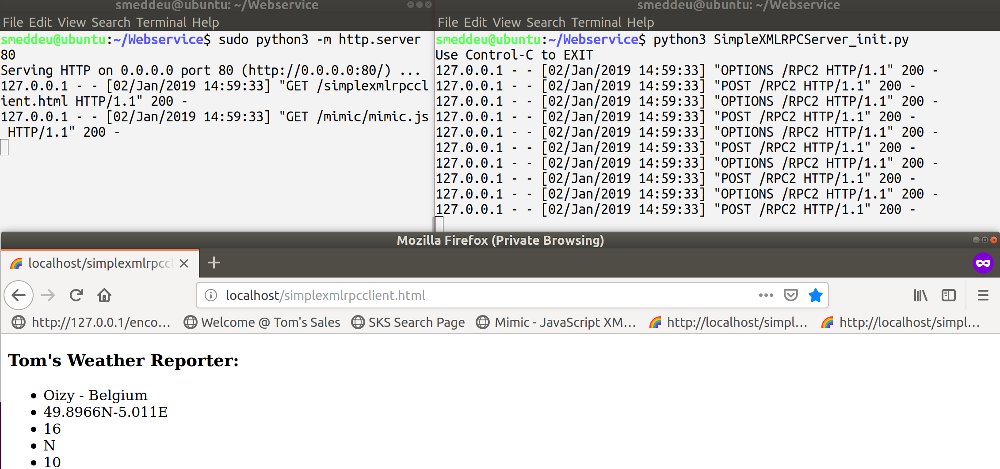 smeddeu@ubuntu: ~/Webservice
File Edit View Search Terminal Help
smeddeu@ubuntu:~/Webservice$ sudo python3 -m http.server
80
Serving HTTP on 0.0.0.0 port 80 (http://0.0.0.0:80/) ...
127.0.0.1 - - [02/Jan/2019 14:59:33] "GET /simplexmlrpccl
ient.html HTTP/1.1" 200 -
127.0.0.1 - - [02/Jan/2019 14:59:33] "GET /mimic/mimic.js
HTTP/1.1" 200 -
smeddeu@ubuntu: ~/Webservice
File Edit View Search Terminal Help
smeddeu@ubuntu:~/Webservice$ python3 SimpleXMLRPCServer_init.py
Use Control-C to EXIT
127.0.0.1 - - [02/Jan/2019 14:59:33] "OPTIONS /RPC2 HTTP/1.1" 200 -
127.0.0.1 - - [02/Jan/2019 14:59:33] "POST /RPC2 HTTP/1.1" 200 -
127.0.0.1 - - [02/Jan/2019 14:59:33] "OPTIONS /RPC2 HTTP/1.1" 200 -
127.0.0.1 - - [02/Jan/2019 14:59:33] "POST /RPC2 HTTP/1.1" 200 -
127.0.0.1 - - [02/Jan/2019 14:59:33] "OPTIONS /RPC2 HTTP/1.1" 200 -
127.0.0.1 - - [02/Jan/2019 14:59:33] "POST /RPC2 HTTP/1.1" 200 -
127.0.0.1 - - [02/Jan/2019 14:59:33] "OPTIONS /RPC2 HTTP/1.1" 200 -
127.0.0.1 - - [02/Jan/2019 14:59:33] "POST /RPC2 HTTP/1.1" 200 -
127.0.0.1 - - [02/Jan/2019 14:59:33] "OPTIONS /RPC2 HTTP/1.1" 200 -
127.0.0.1 - - [02/Jan/2019 14:59:33] "POST /RPC2 HTTP/1.1" 200 -
Mozilla Firefox (Private Browsing)
localhost/simplexmlrpccl
localhost/simplexmlrpcclient.html
http://127.0.0.1/enco... Welcome @ Tom's Sales SKS Search Page Mimic - JavaScript XM... http://localhost/simpl... http://localhost/simpl...
Tom's Weather Reporter:
• Oizy - Belgium
• 49.8966N-5.011E
• 16
• N
• 10